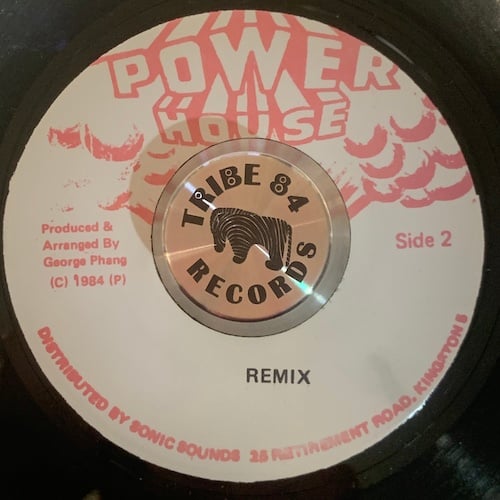 POWER
HOUSE
TRIBE 84
RECORDS
Produced &
Arranged By
George Phang
(C) 1984 (P)
Side 2
REMIX
DISTRIBUTED BY SONIC SOUNDS 25 RETIREMENT ROAD, KINGSTON 5